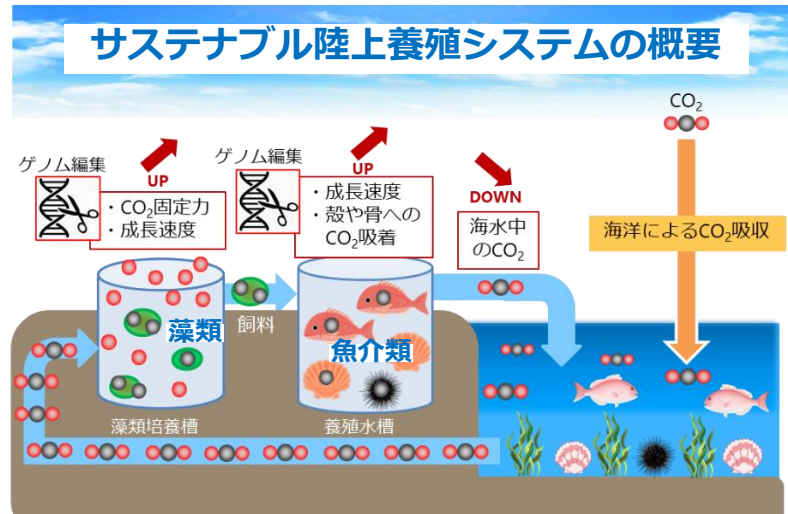 サステナブル陸上養殖システムの概要
CO₂
ゲノム編集
UP
・CO₂固定力
・成長速度
ゲノム編集
UP
・成長速度
・殻や骨への
CO₂吸着
DOWN
海水中
のCO₂
海洋によるCO₂吸収
藻類
飼料
魚介類
藻類培養槽
養殖水槽